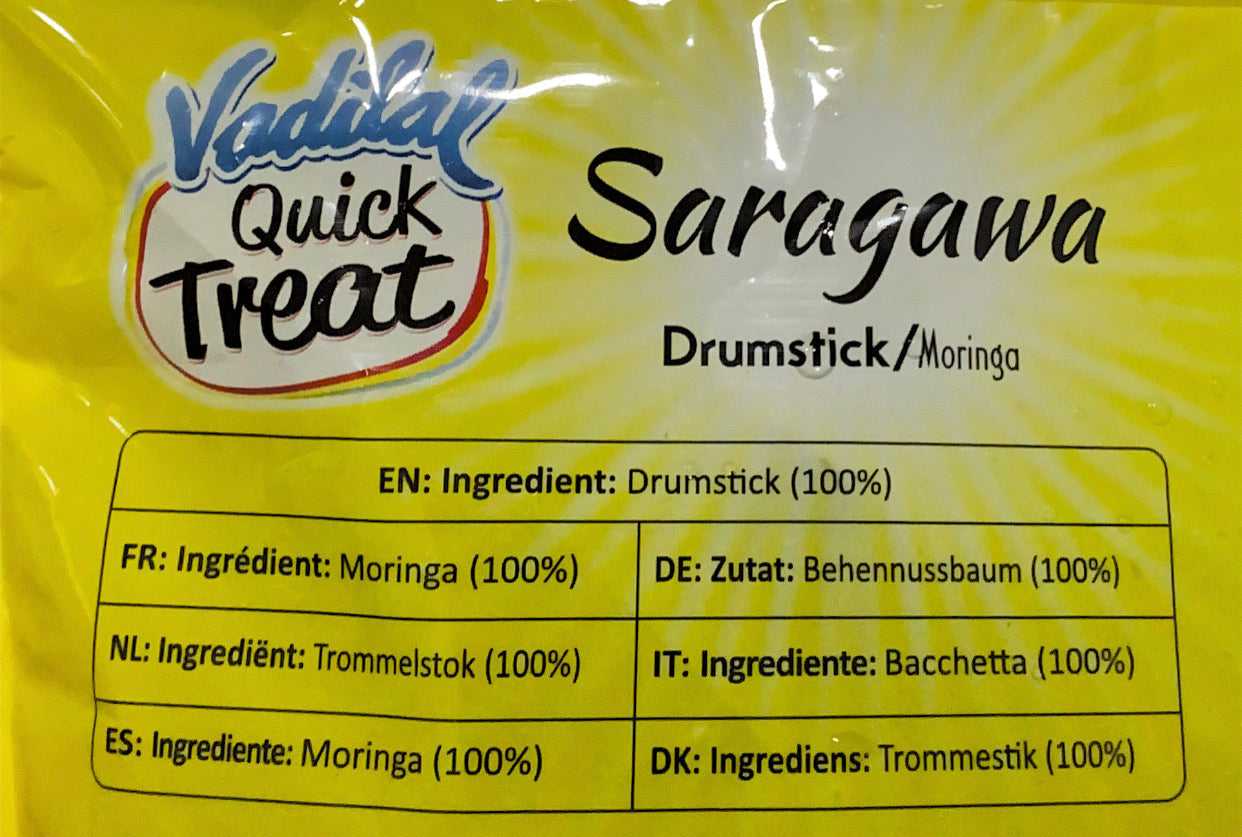 Vadilal
Quick
Treat
Saragawa
Drumstick/Moringa
EN: Ingredient: Drumstick (100%)
FR: Ingrédient: Moringa (100%)
DE: Zutat: Behennussbaum (100%)
NL: Ingrediënt: Trommelstok (100%)
IT: Ingrediente: Bacchetta (100%)
ES: Ingrediente: Moringa (100%)
DK: Ingrediens: Trommestik (100%)